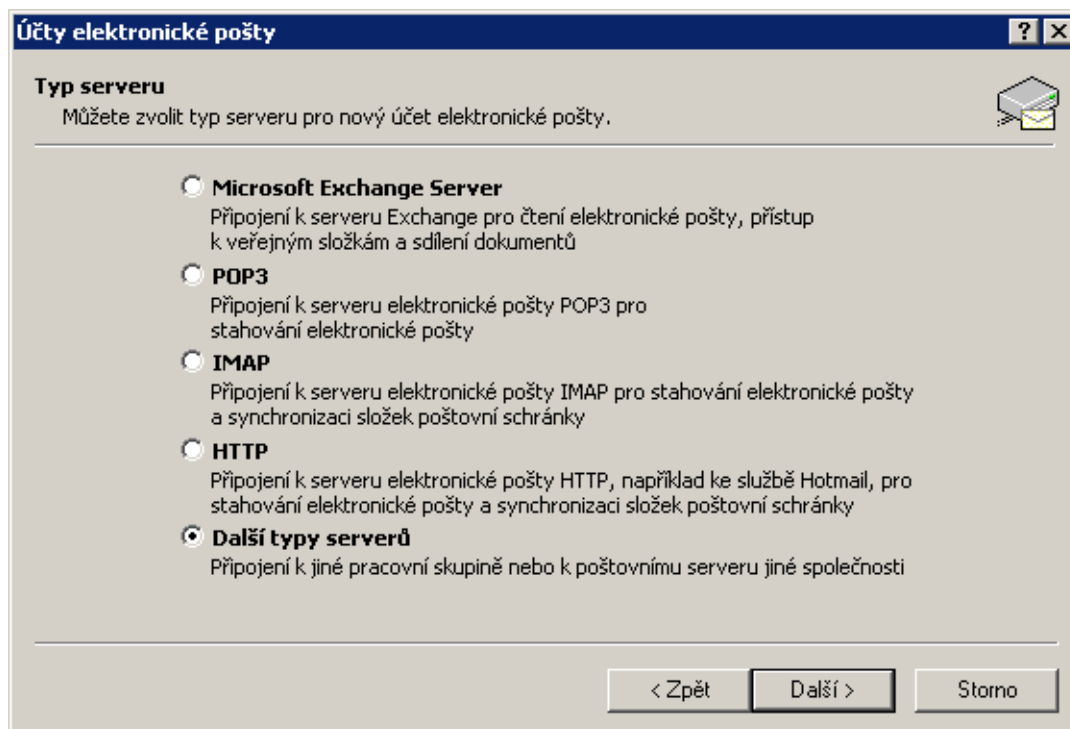 Účty elektronické pošty
Typ serveru
Můžete zvolit typ serveru pro nový účet elektronické pošty.
Microsoft Exchange Server
Připojení k serveru Exchange pro čtení elektronické pošty, přístup
k veřejným složkám a sdílení dokumentů
POP3
Připojení k serveru elektronické pošty POP3 pro
stahování elektronické pošty
IMAP
Připojení k serveru elektronické pošty IMAP pro stahování elektronické pošty
a synchronizaci složek poštovní schránky
HTTP
Připojení k serveru elektronické pošty HTTP, například ke službě Hotmail, pro
stahování elektronické pošty a synchronizaci složek poštovní schránky
Další typy serverů
Připojení k jiné pracovní skupině nebo k poštovnímu serveru jiné společnosti
< Zpět Další > Storno